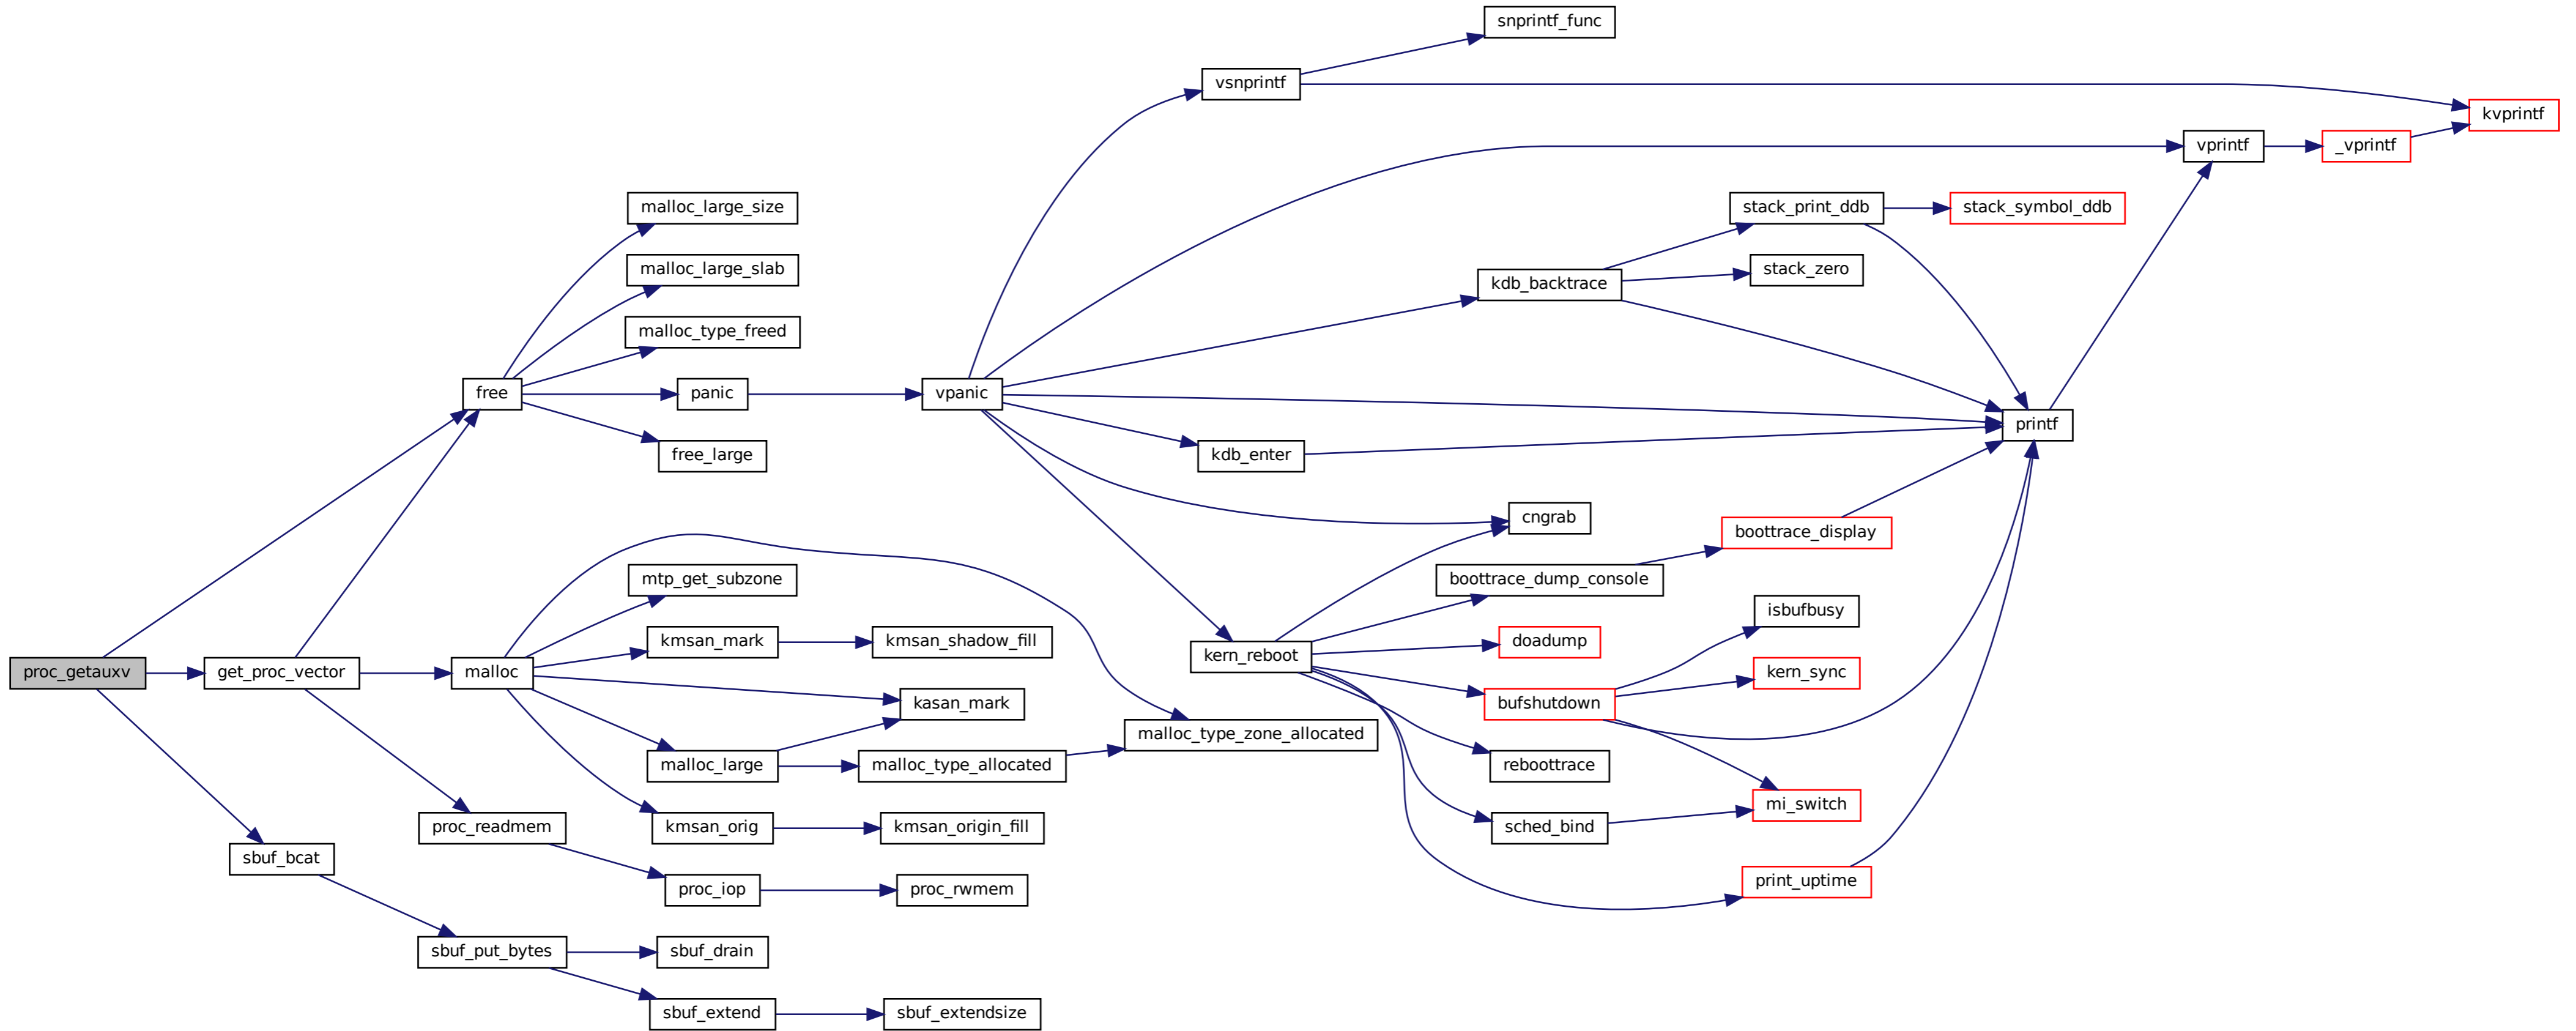 snprintf_func
vsnprintf
kvprintf
vprintf
_vprintf
malloc_large_size
stack_print_ddb
stack_symbol_ddb
malloc_large_slab
kdb_backtrace
stack_zero
malloc_type_freed
free
panic
vpanic
printf
free_large
kdb_enter
cngrab
boottrace_display
mtp_get_subzone
boottrace_dump_console
isbufbusy
kmsan_mark
kmsan_shadow_fill
kern_reboot
doadump
proc_getauxv
get_proc_vector
malloc
kern_sync
kasan_mark
bufshutdown
malloc_type_zone_allocated
malloc_large
malloc_type_allocated
reboottrace
mi_switch
proc_readmem
kmsan_orig
kmsan_origin_fill
sched_bind
sbuf_bcat
proc_iop
proc_rwmem
print_uptime
sbuf_put_bytes
sbuf_drain
sbuf_extend
sbuf_extendsize